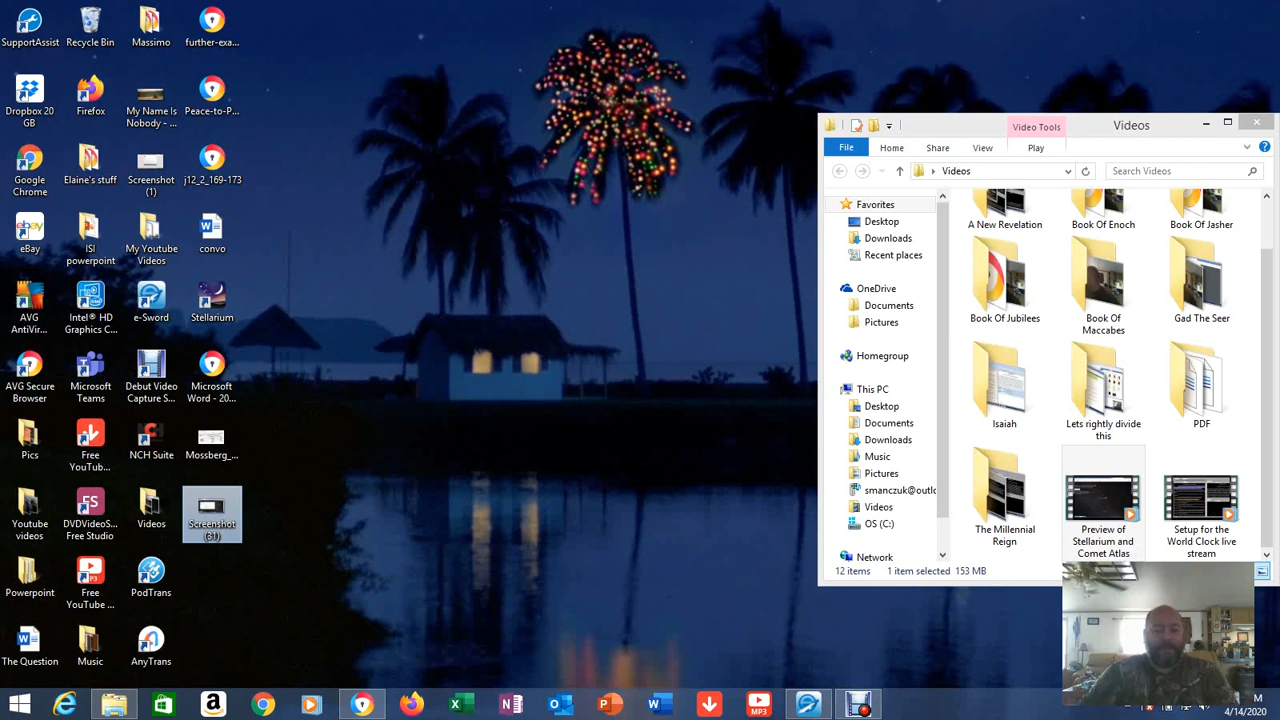 SupportAssist
Recycle Bin
Massimo
further-exa...
Dropbox 20
GB
Firefox
My Name Is
Nobody - ...
Peace-to-P...
Google
Chrome
Elaine's stuff
Screenshot
(1)
j12_2_169-173
eBay
ISI
powerpoint
My Youtube
Videos
convo
AVG
AntiVir...
Intel® HD
Graphics C...
e-Sword
Stellarium
AVG Secure
Browser
Microsoft
Teams
Debut Video
Capture S...
Microsoft
Word - 20...
Pics
Free
YouTub...
NCH Suite
Mossberg_...
Youtube
videos
DVDVideoS...
Free Studio
Videos
Screenshot
(31)
Powerpoint
Free
YouTube ...
PodTrans
The Question
Music
AnyTrans
Video Tools
Videos
File
Home
Share
View
Play
Videos
Search Videos
Favorites
Desktop
Downloads
Recent places
OneDrive
Documents
Pictures
Homegroup
This PC
Desktop
Documents
Downloads
Music
Pictures
smanczuk@outlo
Videos
OS (C:)
Network
A New Revelation
Book Of Enoch
Book Of Jasher
Book Of Jubilees
Book Of
Maccabes
Gad The Seer
Isaiah
Lets rightly divide
this
PDF
The Millennial
Reign
Preview of
Stellarium and
Comet Atlas
Setup for the
World Clock live
stream
12 items
1 item selected 153 MB
MP3
M
4/14/2020